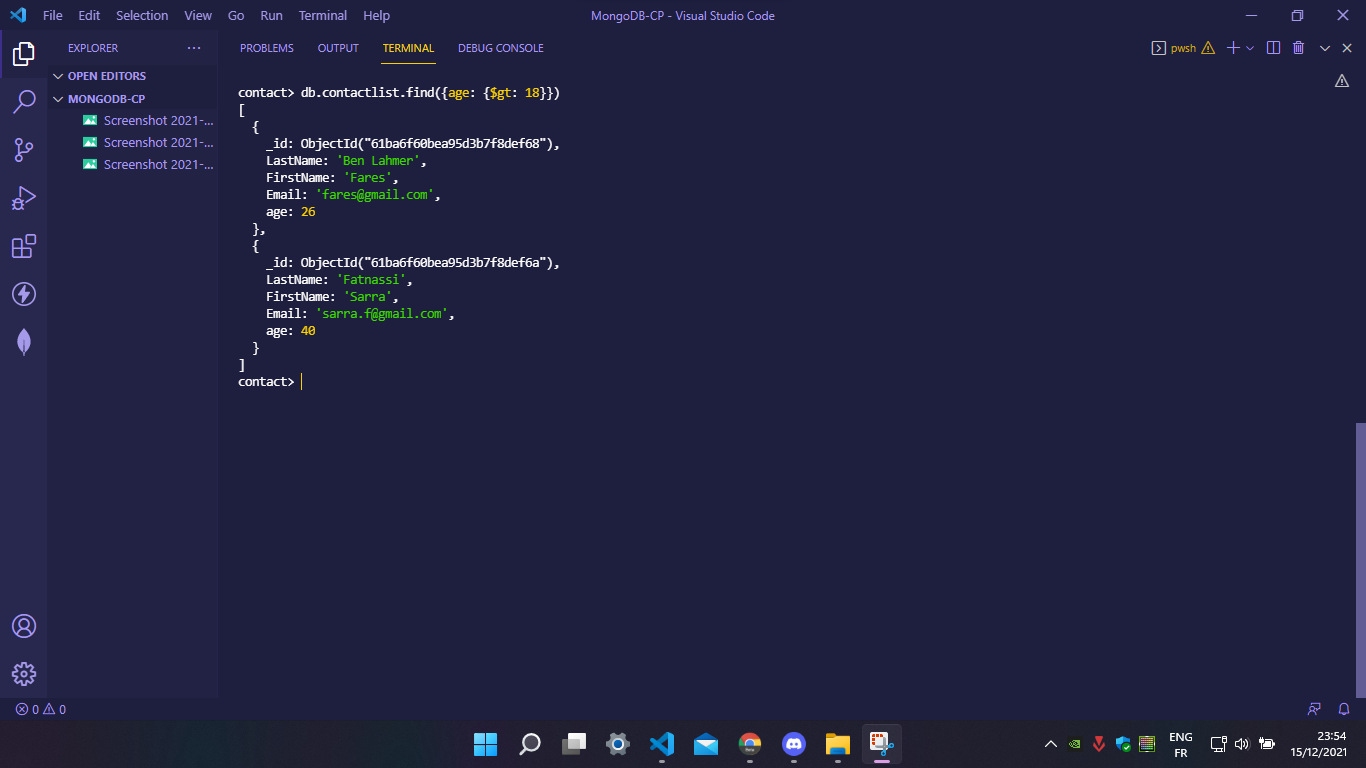 File Edit Selection View Go Run Terminal Help
MongoDB-CP - Visual Studio Code
EXPLORER
OPEN EDITORS
MONGODB-CP
Screenshot 2021-...
Screenshot 2021-...
Screenshot 2021-...
PROBLEMS OUTPUT TERMINAL DEBUG CONSOLE
pwsh
contact> db.contactlist.find({age: {$gt: 18}})
[
  {
    _id: ObjectId("61ba6f60bea95d3b7f8def68"),
    LastName: 'Ben Lahmer',
    FirstName: 'Fares',
    Email: 'fares@gmail.com',
    age: 26
  },
  {
    _id: ObjectId("61ba6f60bea95d3b7f8def6a"),
    LastName: 'Fatnassi',
    FirstName: 'Sarra',
    Email: 'sarra.f@gmail.com',
    age: 40
  }
]
contact>
0 0
ENG
FR
23:54
15/12/2021